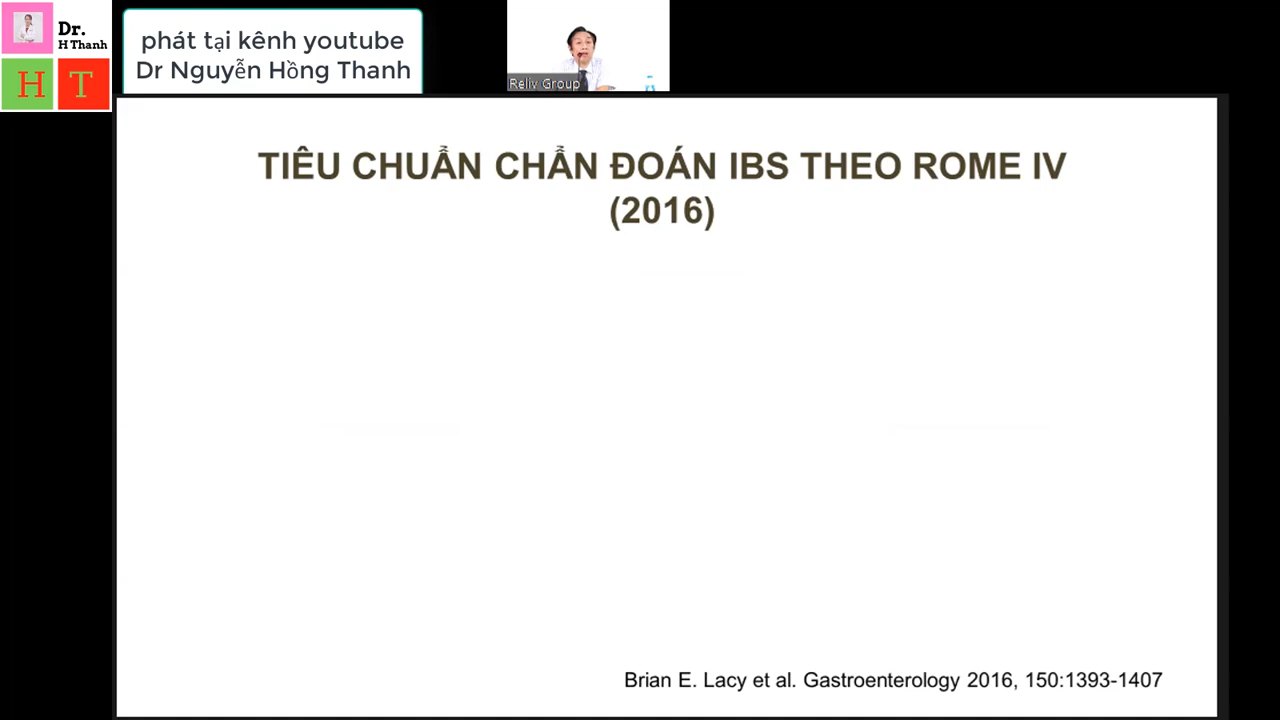 Dr.
H Thanh
H T
phát tại kênh youtube
Dr Nguyễn Hồng Thanh
Reliv Group
TIÊU CHUẨN CHẨN ĐOÁN IBS THEO ROME IV
(2016)
Brian E. Lacy et al. Gastroenterology 2016, 150:1393-1407